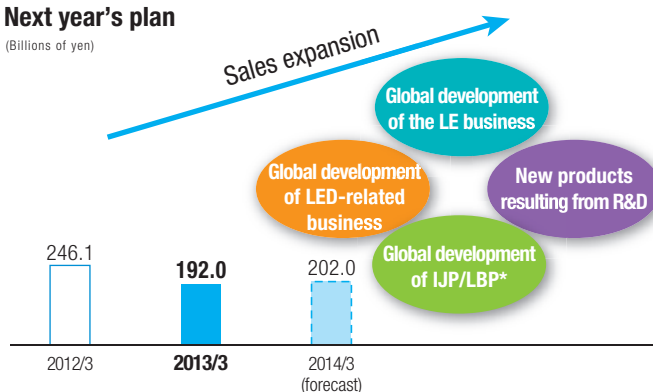 Next year's plan
(Billions of yen)
Sales expansion
Global development
of the LE business
Global development
of LED-related
business
New products
resulting from R&D
Global development
of IJP/LBP*
246.1
192.0
202.0
2012/3
2013/3
2014/3
(forecast)